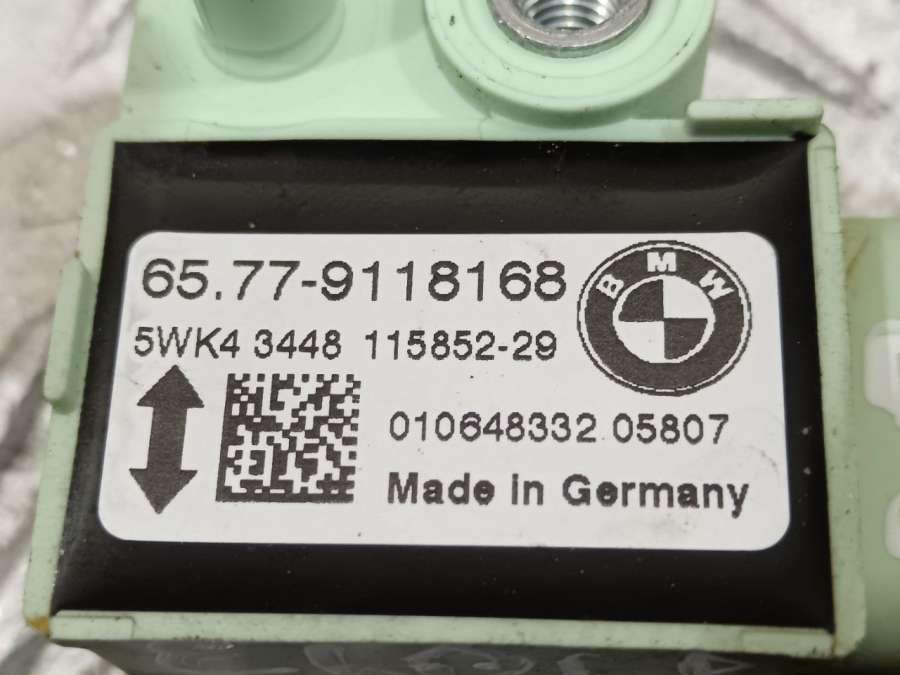 65.77-9118168
BMW
5WK4 3448 115852-29
010648332 05807
Made in Germany